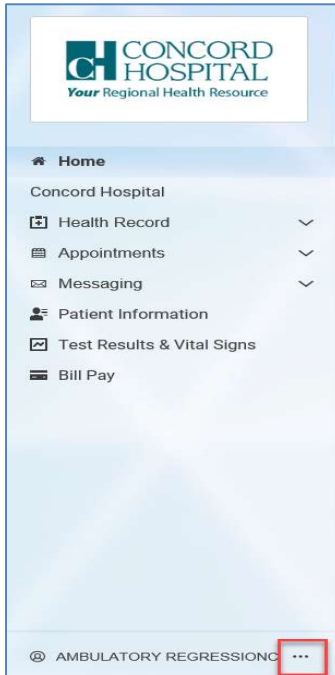 CH CONCORD
HOSPITAL
Your Regional Health Resource
Home
Concord Hospital
Health Record
Appointments
Messaging
Patient Information
Test Results & Vital Signs
Bill Pay
AMBULATORY REGRESSIONC ...